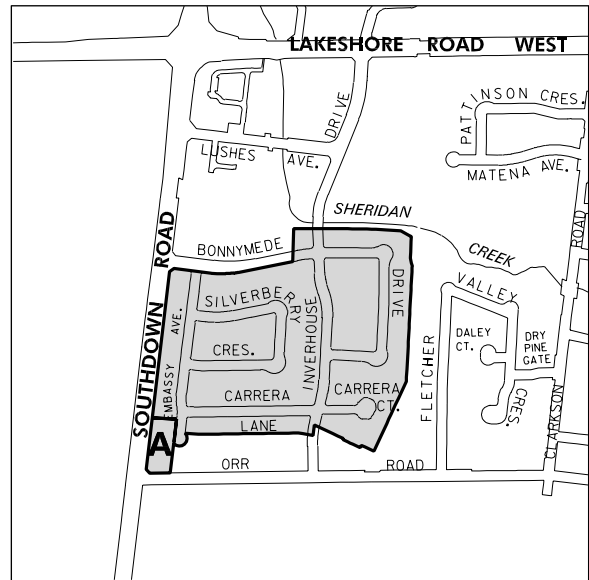 LAKESHORE ROAD WEST
PATTINSON CRES.
DRIVE
LUSHES AVE.
MATENA AVE.
SHERIDAN
CREEK
ROAD
SOUTHDOWN ROAD
BONNYMEDE
DRIVE
VALLEY
SILVERBERRY
CRES.
EMBASSY AVE.
INVERHOUSE
DALEY
CT.
DRY
PINE
GATE
FLETCHER
CRES.
CARRERA
CARRERA
CT.
LANE
CLARKSON
A
ORR ROAD